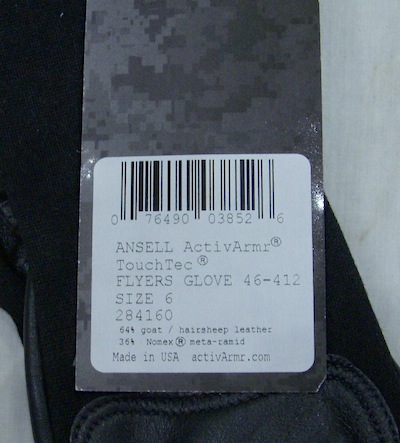 0 76490 03852 6
ANSELL ActivArmr®
TouchTec®
FLYERS GLOVE 46-412
SIZE 6
284160
64% goat / hairsheep leather
36% Nomex® meta-ramid
Made in USA activArmr.com